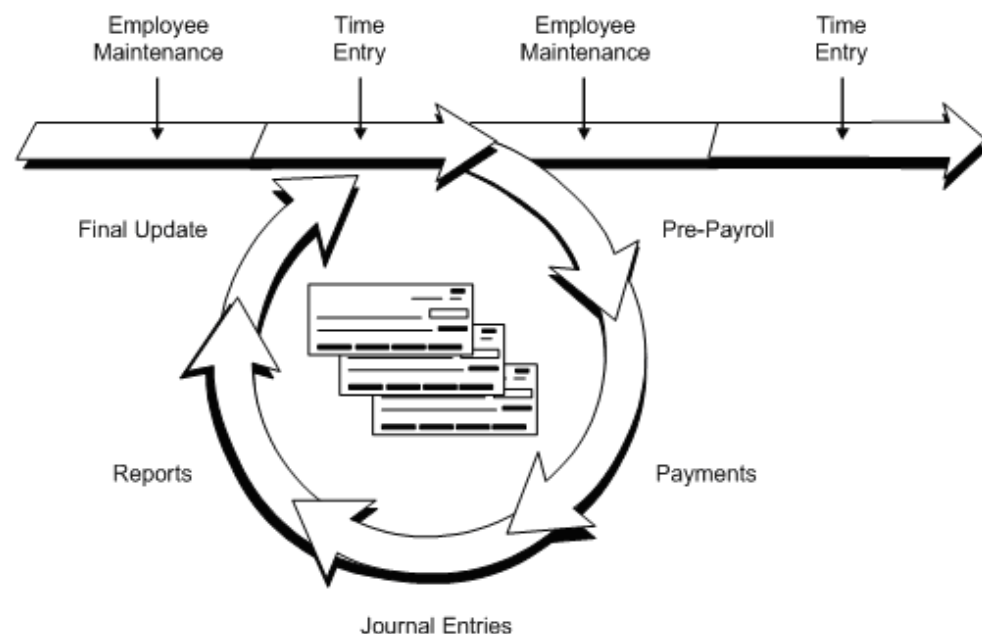 Employee
Maintenance
Time
Entry
Employee
Maintenance
Time
Entry
Final Update
Pre-Payroll
Reports
Payments
Journal Entries